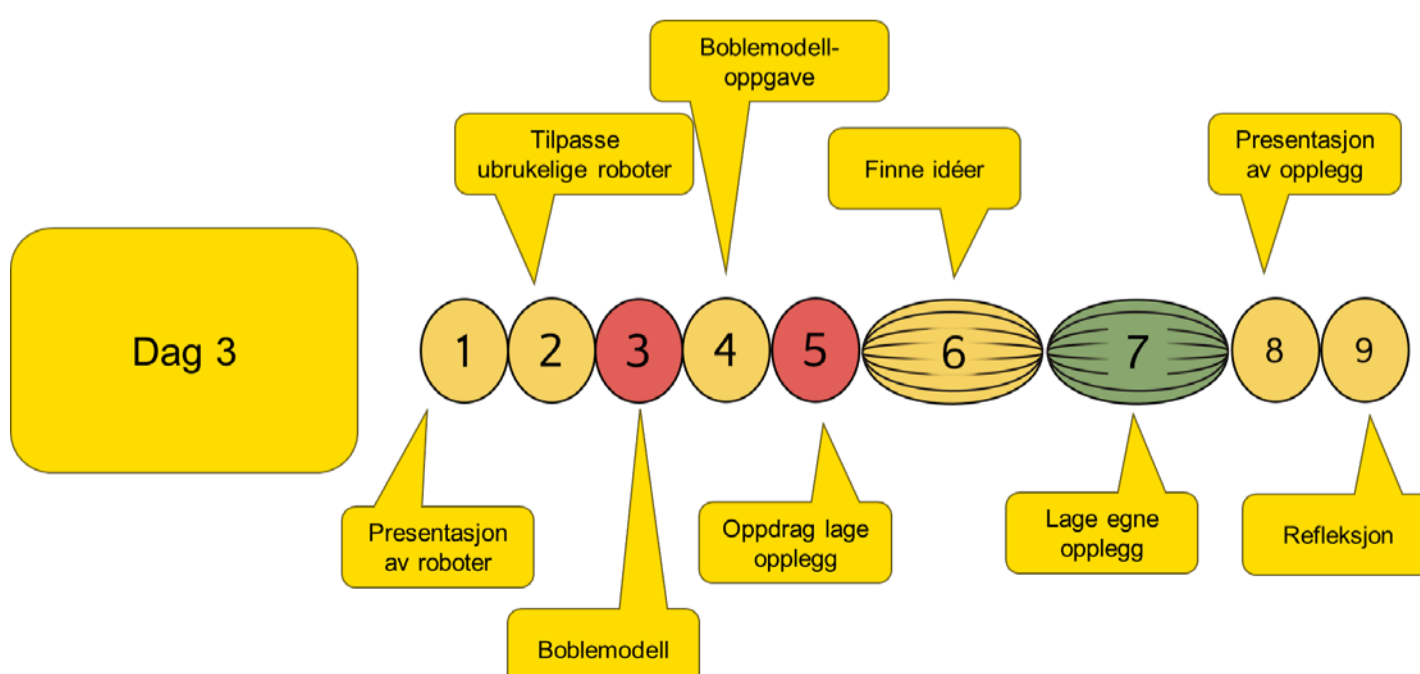 Boblemodell-
oppgave
Tilpasse
ubrukelige roboter
Finne idéer
Presentasjon
av opplegg
Dag 3
1
2
3
4
5
6
7
8
9
Presentasjon
av roboter
Oppdrag lage
opplegg
Lage egne
opplegg
Refleksjon
Boblemodell